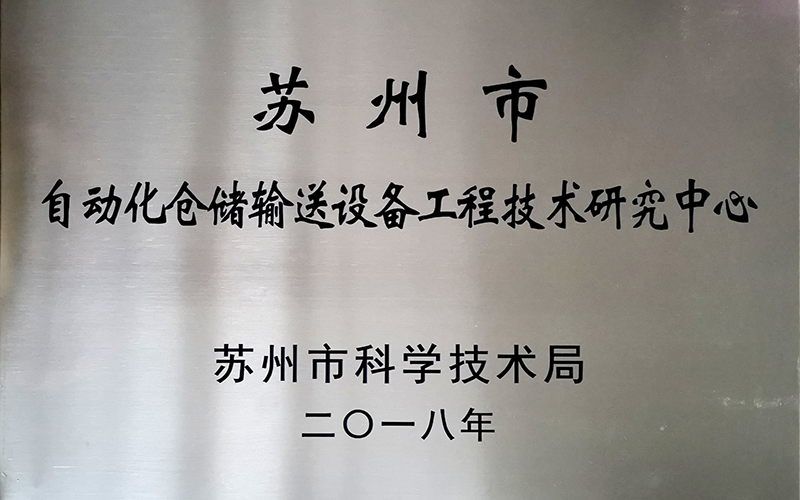 苏州市
自动化仓储输送设备工程技术研究中心
苏州市科学技术局
二〇一八年